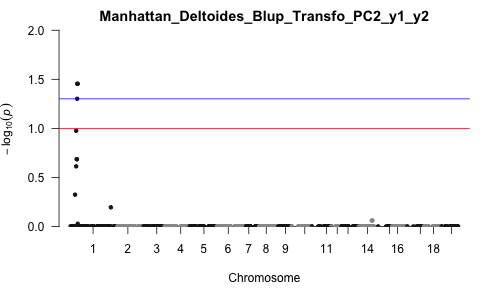 Manhattan_Deltoides_Blup_Transfo_PC2_y1_y2
2.0
1.5
1.0
0.5
0.0
− log10(p)
1 2 3 4 5 6 7 8 9 11 14 16 18
Chromosome